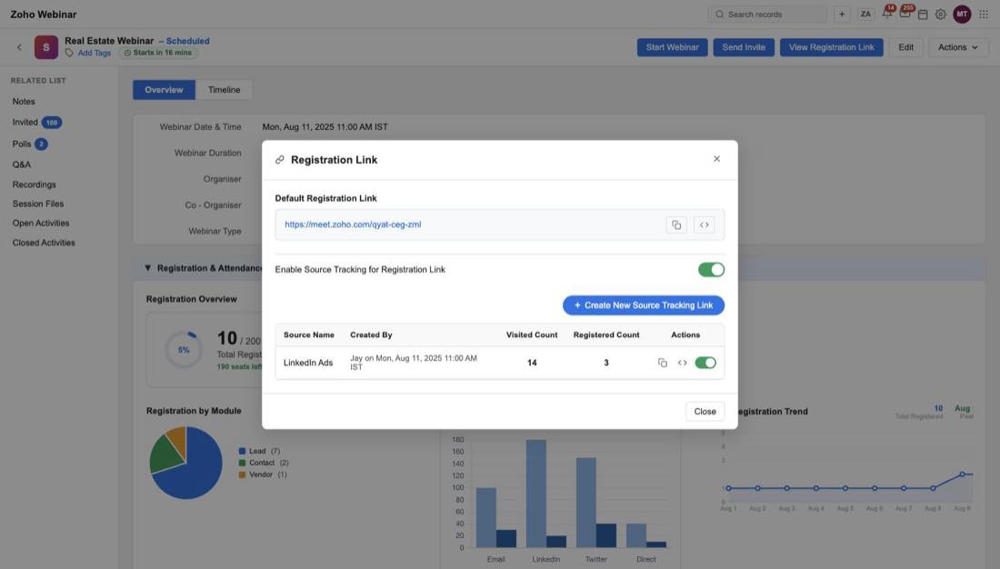 Zoho Webinar
Search records
+
ZA
14
255
MT
S
Real Estate Webinar – Scheduled
Add Tags
Starts in 16 mins
Start Webinar
Send Invite
View Registration Link
Edit
Actions
RELATED LIST
Notes
Invited 100
Polls 2
Q&A
Recordings
Session Files
Open Activities
Closed Activities
Overview
Timeline
Webinar Date & Time
Mon, Aug 11, 2025 11:00 AM IST
Webinar Duration
Organiser
Co - Organiser
Webinar Type
Registration Link
Default Registration Link
https://meet.zoho.com/qyat-ceg-zml
Enable Source Tracking for Registration Link
+ Create New Source Tracking Link
Source Name Created By Visited Count Registered Count Actions
LinkedIn Ads
Jay on Mon, Aug 11, 2025 11:00 AM
IST
14
3
Close
▼ Registration & Attendance
Registration Overview
5%
10 / 200
Total Regist
190 seats left
Registration by Module
Lead (7)
Contact (2)
Vendor (1)
180
160
140
120
100
80
60
40
20
0
Email LinkedIn Twitter Direct
egistration Trend
10
Total Registered
Aug
Peal
5
4
3
1
0
Aug 1 Aug 2 Aug 3 Aug 4 Aug 5 Aug 6 Aug 7 Aug 8 Aug 9